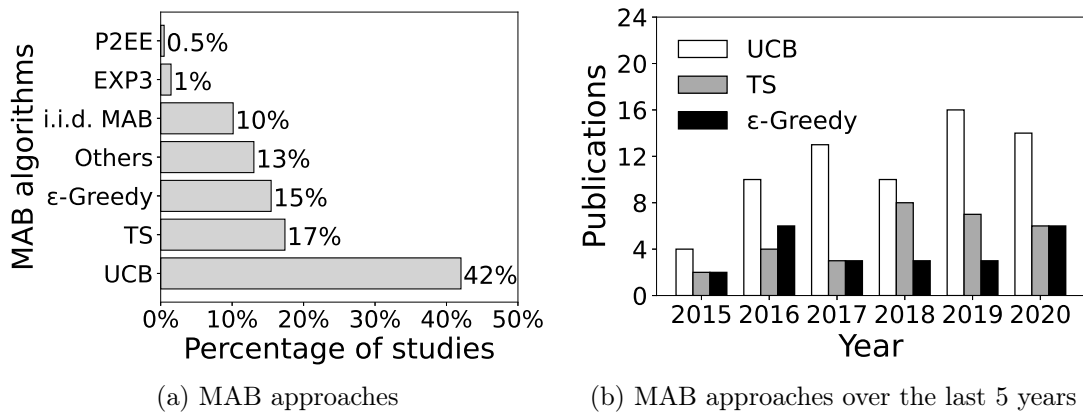 MAB algorithms
P2EE 0.5%
EXP3 1%
i.i.d. MAB 10%
Others 13%
ε-Greedy 15%
TS 17%
UCB 42%
0% 10% 20% 30% 40% 50%
Percentage of studies
(a) MAB approaches
Publications
24
20
16
12
8
4
0
UCB
TS
ε-Greedy
2015 2016 2017 2018 2019 2020
Year
(b) MAB approaches over the last 5 years